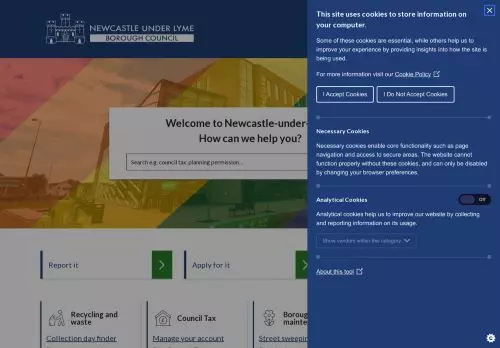 NEWCASTLE UNDER LYME
BOROUGH COUNCIL
Welcome to Newcastle-under-
How can we help you?
Search e.g. council tax, planning permission...
Report it
Apply for it
Recycling and
waste
Collection day finder
Council Tax
Manage your account
Boroug
mainte
Street sweepin
This site uses cookies to store information on
your computer.
Some of these cookies are essential, while others help us to
improve your experience by providing insights into how the site is
being used.
For more information visit our Cookie Policy
I Accept Cookies
I Do Not Accept Cookies
Necessary Cookies
Necessary cookies enable core functionality such as page
navigation and access to secure areas. The website cannot
function properly without these cookies, and can only be disabled
by changing your browser preferences.
Analytical Cookies
Off
Analytical cookies help us to improve our website by collecting
and reporting information on its usage.
Show vendors within this category
About this tool